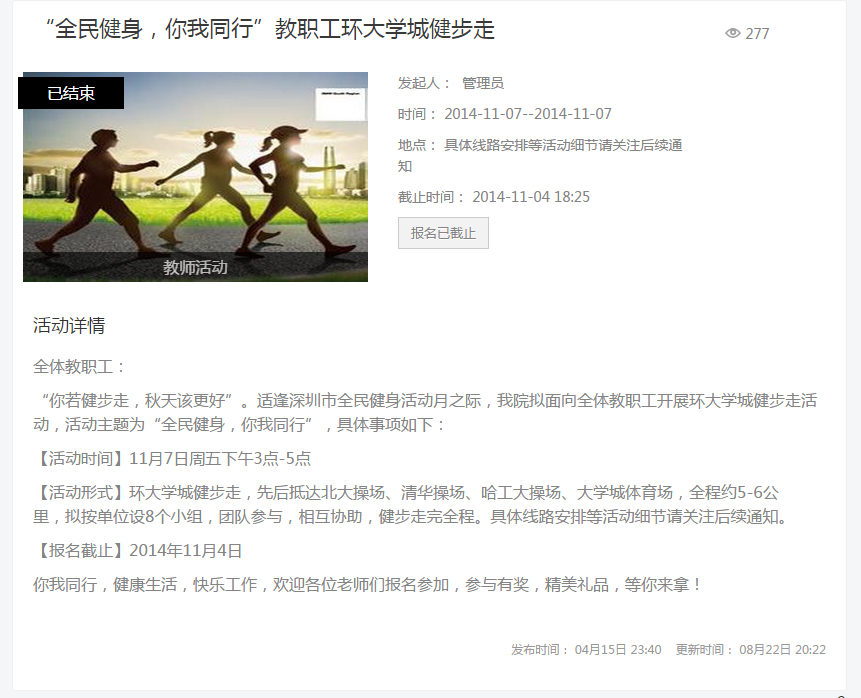 “全民健身，你我同行”教职工环大学城健步走
277
已结束
教师活动
发起人： 管理员
时间： 2014-11-07--2014-11-07
地点： 具体线路安排等活动细节请关注后续通
知
截止时间： 2014-11-04 18:25
报名已截止
活动详情
全体教职工：
“你若健步走，秋天该更好”。适逢深圳市全民健身活动月之际，我院拟面向全体教职工开展环大学城健步走活
动，活动主题为“全民健身，你我同行”，具体事项如下：
【活动时间】11月7日周五下午3点-5点
【活动形式】环大学城健步走，先后抵达北大操场、清华操场、哈工大操场、大学城体育场，全程约5-6公
里，拟按单位设8个小组，团队参与，相互协助，健步走完全程。具体线路安排等活动细节请关注后续通知。
【报名截止】2014年11月4日
你我同行，健康生活，快乐工作，欢迎各位老师们报名参加，参与有奖，精美礼品，等你来拿！
发布时间： 04月15日 23:40 更新时间： 08月22日 20:22